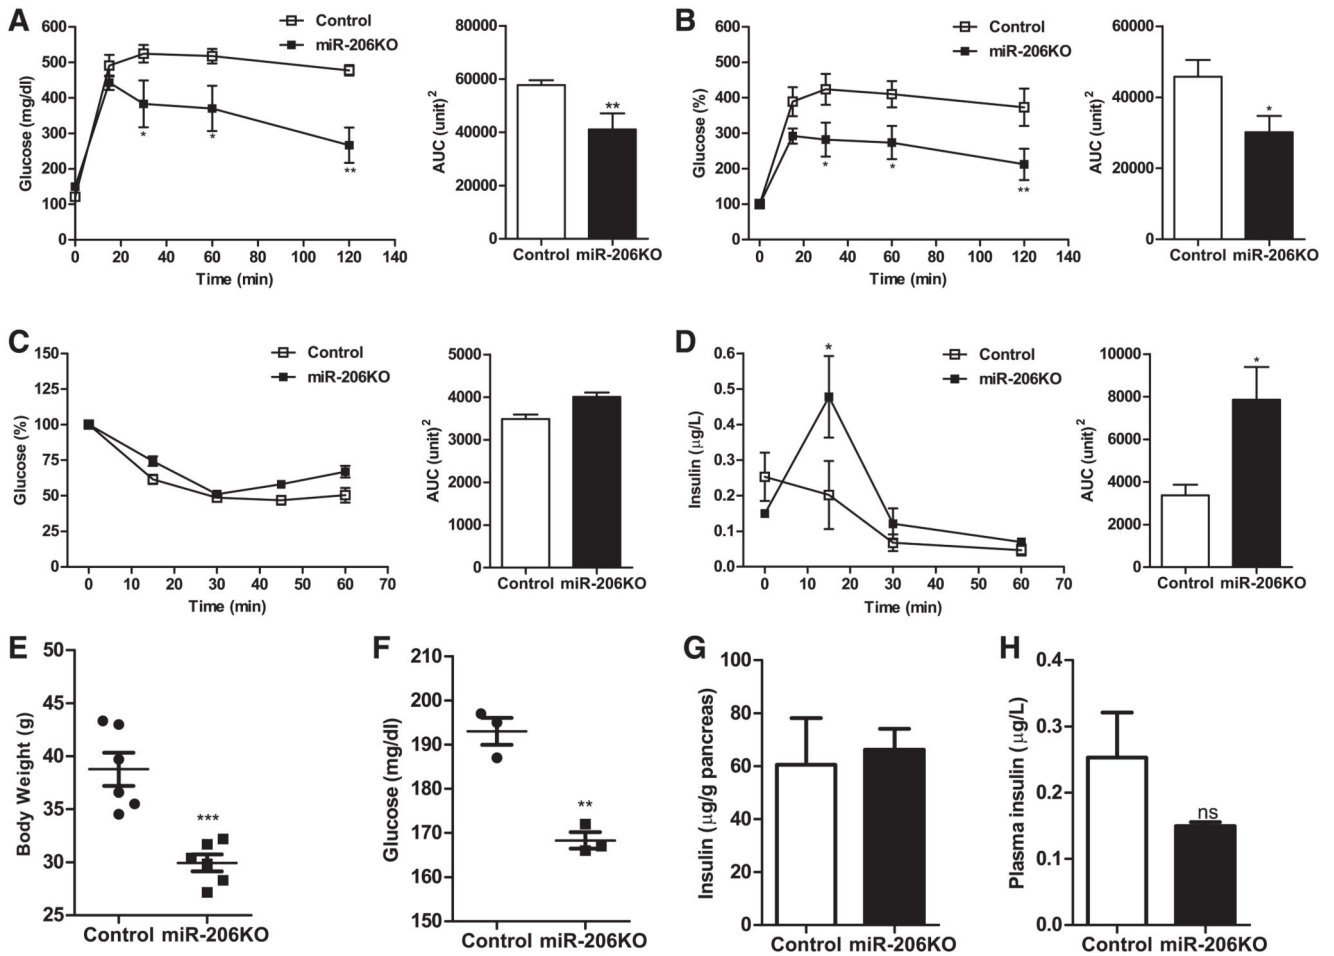 A
Control
miR-206KO
Glucose (mg/dl)
600
500
400
300
200
100
0
*
*
**
0 20 40 60 80 100 120 140
Time (min)
AUC (unit)²
80000
60000
40000
20000
0
**
Control miR-206KO
B
Control
miR-206KO
Glucose (%)
600
500
400
300
200
100
0
*
*
**
0 20 40 60 80 100 120 140
Time (min)
AUC (unit)²
60000
40000
20000
0
*
Control miR-206KO
C
Control
miR-206KO
Glucose (%)
150
125
100
75
50
25
0
0 10 20 30 40 50 60 70
Time (min)
AUC (unit)²
5000
4000
3000
2000
1000
0
Control miR-206KO
D
Control
miR-206KO
Insulin (µg/L)
0.6
0.5
0.4
0.3
0.2
0.1
0.0
*
0 10 20 30 40 50 60 70
Time (min)
AUC (unit)²
10000
8000
6000
4000
2000
0
*
Control miR-206KO
E
Body Weight (g)
50
45
40
35
30
25
***
Control miR-206KO
F
Glucose (mg/dl)
210
200
190
180
170
160
150
**
Control miR-206KO
G
Insulin (µg/g pancreas)
100
80
60
40
20
0
Control miR-206KO
H
Plasma insulin (µg/L)
0.4
0.3
0.2
0.1
0.0
ns
Control miR-206KO